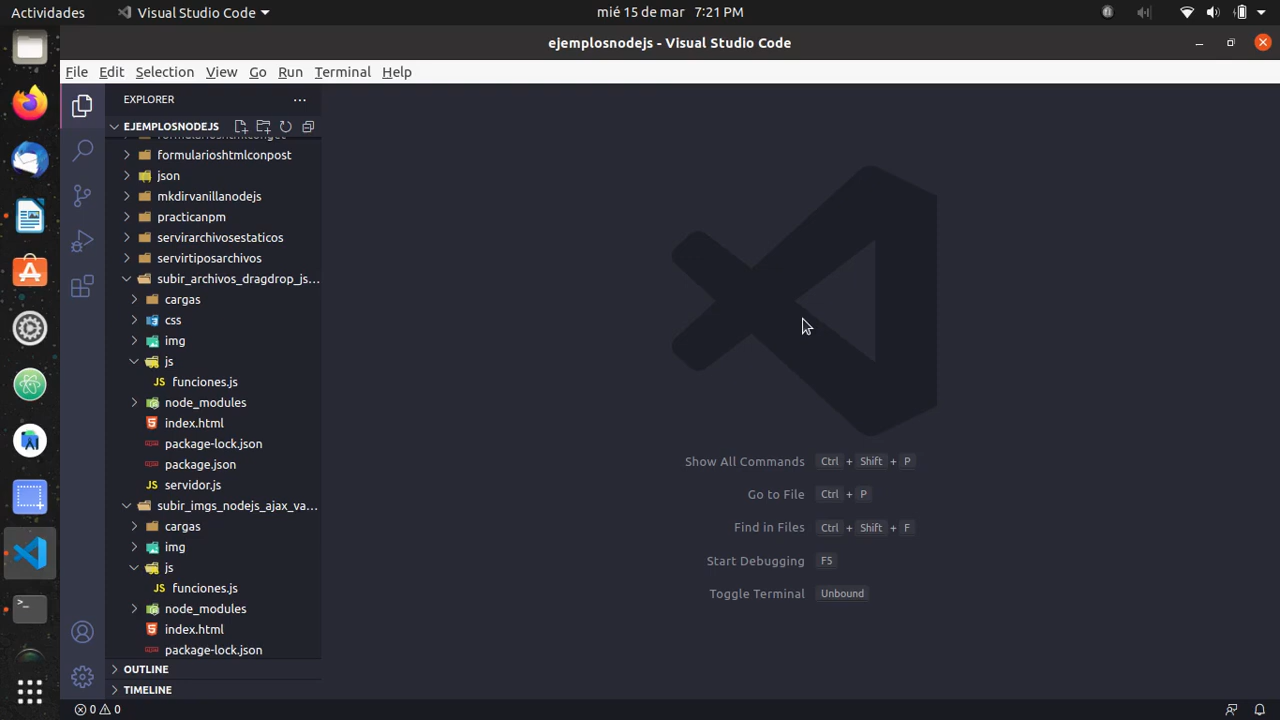 Actividades
Visual Studio Code
mié 15 de mar 7:21 PM
ejemplosnodejs - Visual Studio Code
File Edit Selection View Go Run Terminal Help
EXPLORER
EJEMPLOSNODEJS
formularioshtmlconget
formularioshtmlconpost
json
mkdirvanillanodejs
practicanpm
servirarchivosestaticos
servirtiposarchivos
subir_archivos_dragdrop_js...
cargas
css
img
js
JS funciones.js
node_modules
index.html
package-lock.json
package.json
JS servidor.js
subir_imgs_nodejs_ajax_va...
cargas
img
js
JS funciones.js
node_modules
index.html
package-lock.json
OUTLINE
TIMELINE
Show All Commands Ctrl + Shift + P
Go to File Ctrl + P
Find in Files Ctrl + Shift + F
Start Debugging F5
Toggle Terminal Unbound
0 0